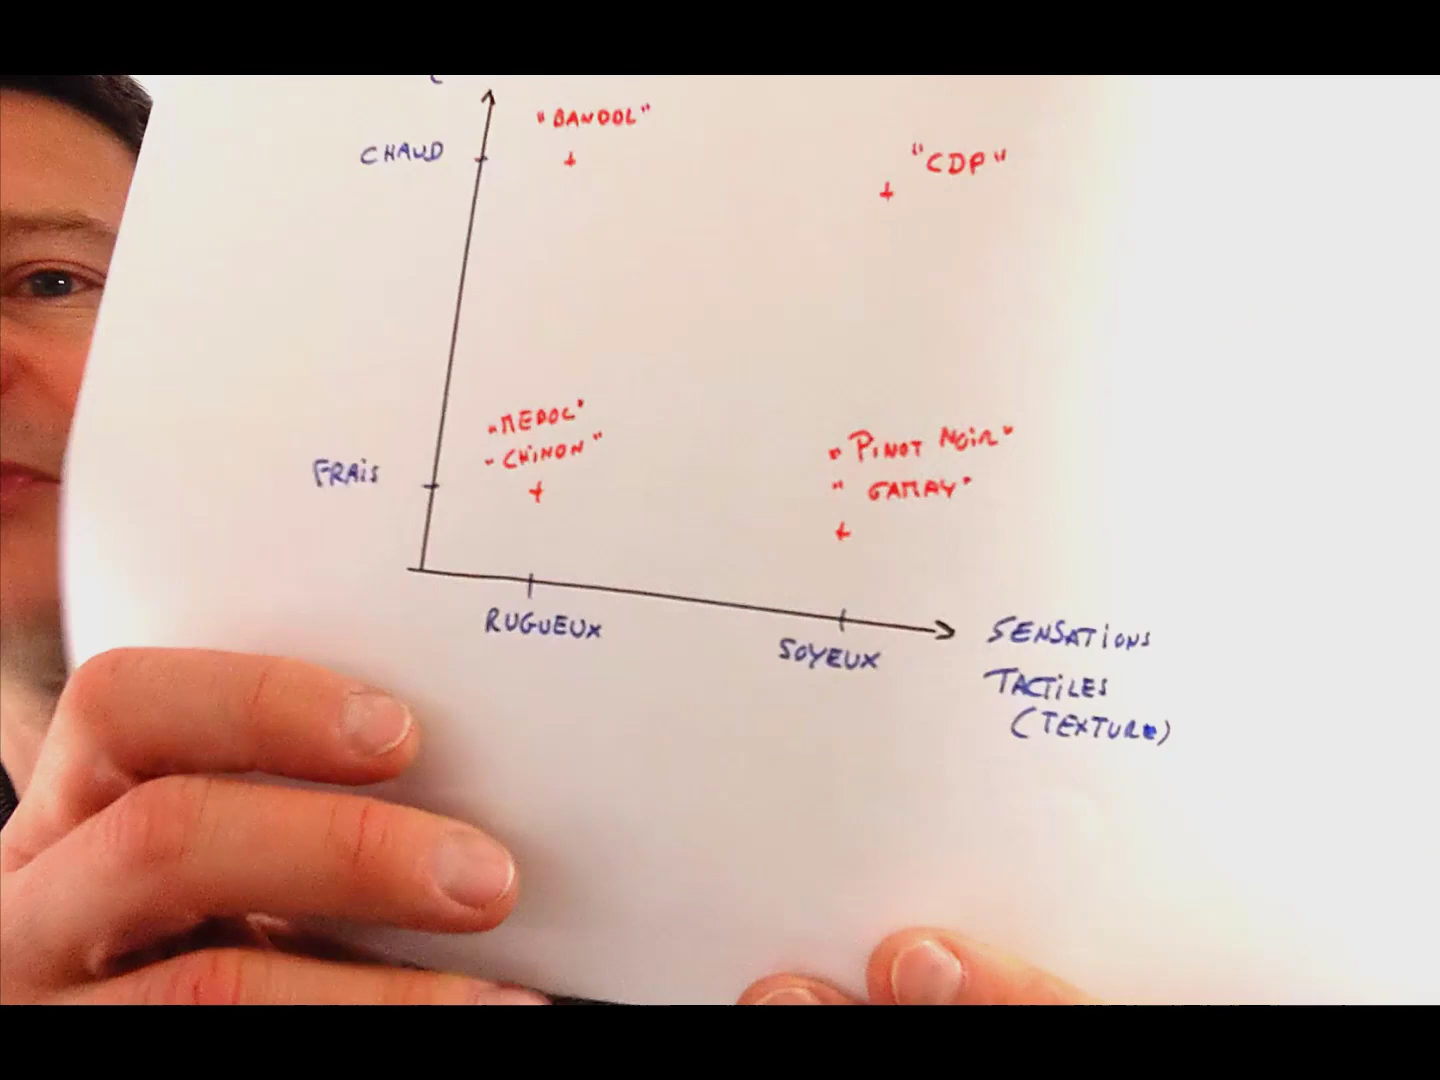 "BANDOL"
CHAUD
"CDP"
"MEDOC"
"CHINON"
"PINOT NOIR"
" GAMAY"
FRAIS
RUGUEUX
SOYEUX
SENSATIONS
TACTILES
(TEXTURE)